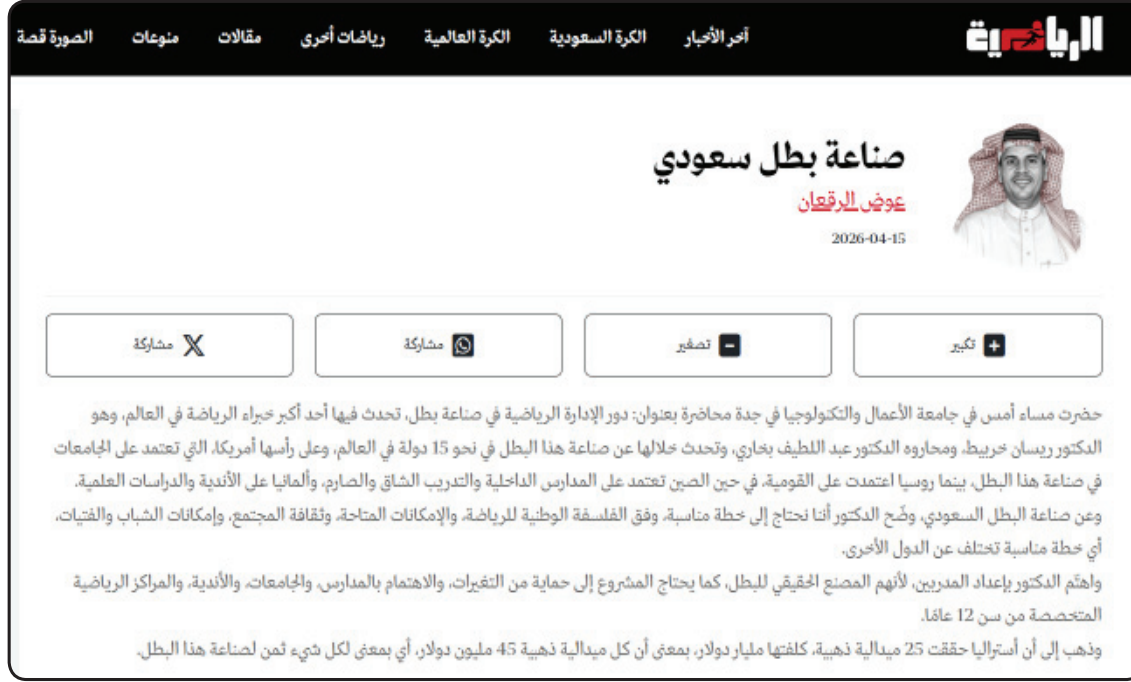 الرياضية
آخر الأخبار
الكرة السعودية
الكرة العالمية
رياضات أخرى
مقالات
منوعات
الصورة قصة
صناعة بطل سعودي
عوض الرقعان
2026-04-15
تكبير
تصغير
مشاركة
مشاركة
حضرت مساء أمس في جامعة الأعمال والتكنولوجيا في جدة محاضرة بعنوان: دور الإدارة الرياضية في صناعة بطل، تحدث فيها أحد أكبر خبراء الرياضة في العالم، وهو
الدكتور ريسان خريبط، ومحاروه الدكتور عبد اللطيف بخاري، وتحدث خلالها عن صناعة هذا البطل في نحو 15 دولة في العالم، وعلى رأسها أمريكا، التي تعتمد على الجامعات
في صناعة هذا البطل، بينما روسيا اعتمدت على القومية، في حين الصين تعتمد على المدارس الداخلية والتدريب الشاق والصارم، وألمانيا على الأندية والدراسات العلمية.
وعن صناعة البطل السعودي، وضّح الدكتور أننا نحتاج إلى خطة مناسبة، وفق الفلسفة الوطنية للرياضة، والإمكانات المتاحة، وثقافة المجتمع، وإمكانات الشباب والفتيات،
أي خطة مناسبة تختلف عن الدول الأخرى.
واهتّم الدكتور بإعداد المدربين، لأنهم المصنع الحقيقي للبطل، كما يحتاج المشروع إلى حماية من التغيرات، والاهتمام بالمدارس، والجامعات، والأندية، والمراكز الرياضية
المتخصصة من سن 12 عامًا.
وذهب إلى أن أستراليا حققت 25 ميدالية ذهبية، كلفتها مليار دولار، بمعنى أن كل ميدالية ذهبية 45 مليون دولار، أي بمعنى لكل شيء ثمن لصناعة هذا البطل.